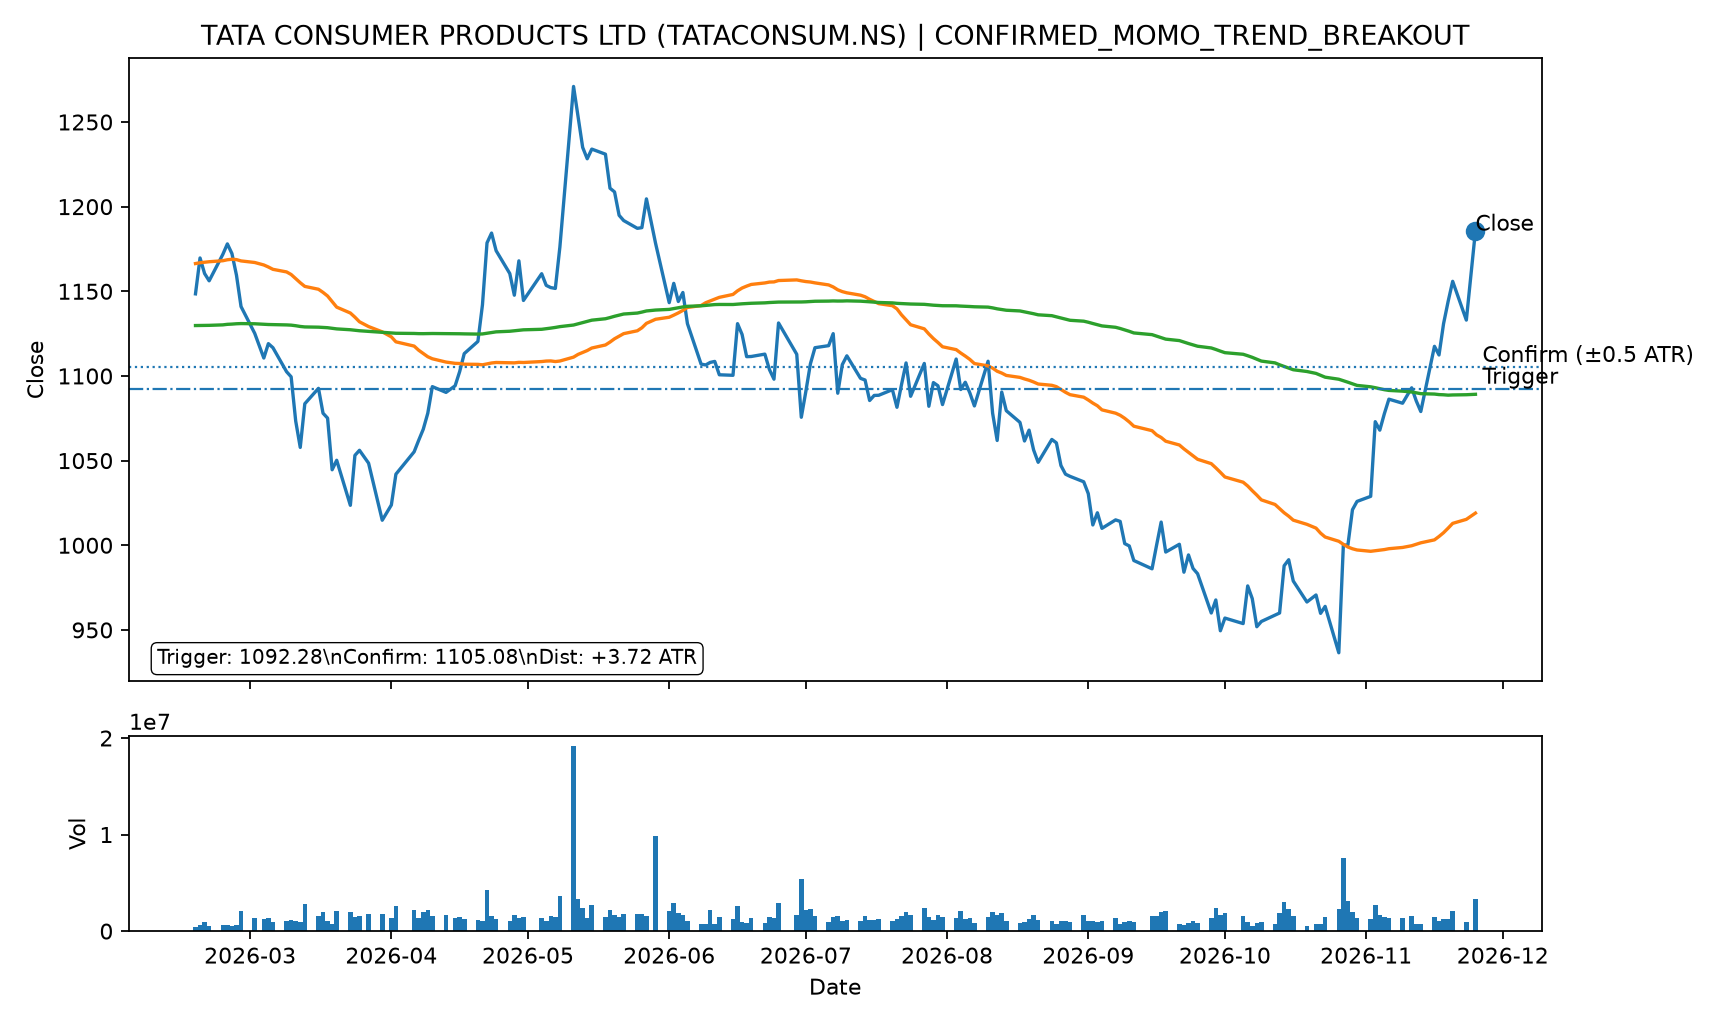 TATA CONSUMER PRODUCTS LTD (TATACONSUM.NS) | CONFIRMED_MOMO_TREND_BREAKOUT
Close
1250
1200
1150
1100
1050
1000
950
Close
Confirm (±0.5 ATR)
Trigger
Trigger: 1092.28\nConfirm: 1105.08\nDist: +3.72 ATR
1e7
Vol
2
1
0
2026-03 2026-04 2026-05 2026-06 2026-07 2026-08 2026-09 2026-10 2026-11 2026-12
Date